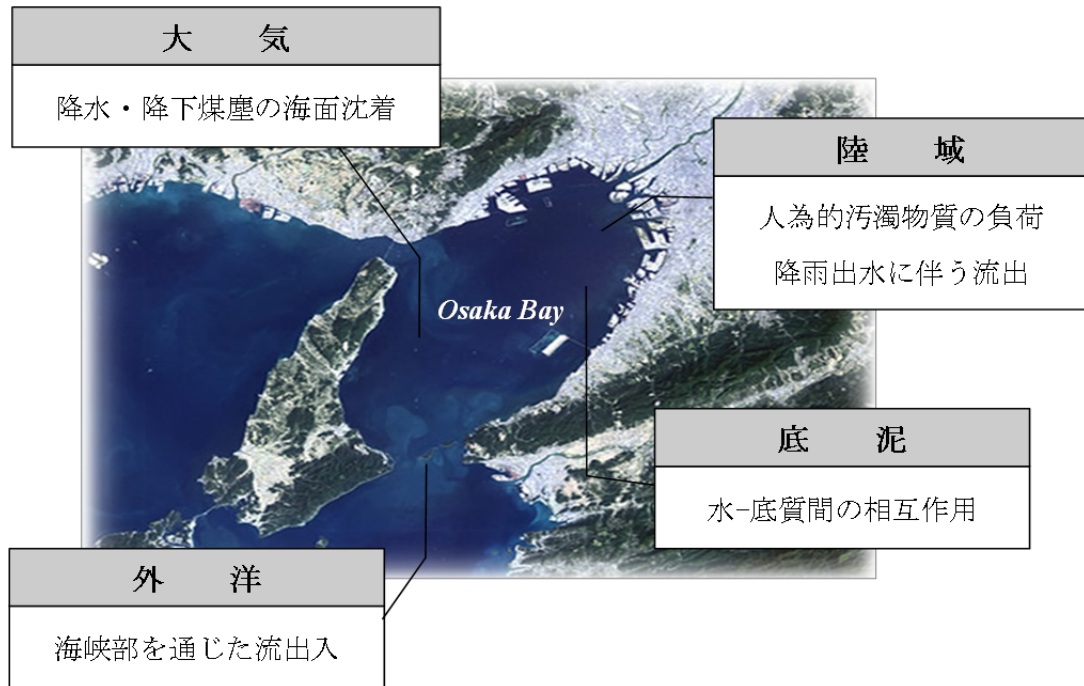 大　　気
降水・降下煤塵の海面沈着
陸　　域
人為的汚濁物質の負荷
降雨出水に伴う流出
Osaka Bay
底　　泥
水-底質間の相互作用
外　　洋
海峡部を通じた流出入